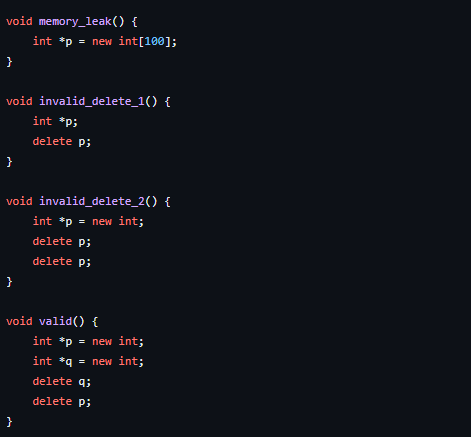 void memory_leak() {
    int *p = new int[100];
}

void invalid_delete_1() {
    int *p;
    delete p;
}

void invalid_delete_2() {
    int *p = new int;
    delete p;
    delete p;
}

void valid() {
    int *p = new int;
    int *q = new int;
    delete q;
    delete p;
}